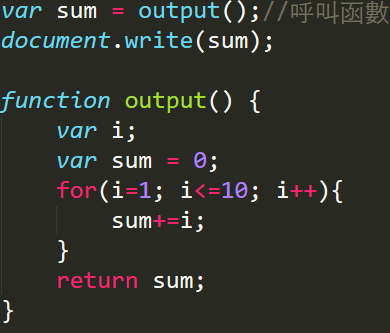 var sum = output();//呼叫函數
document.write(sum);
function output() {
var i;
var sum = 0;
for(i=1; i<=10; i++){
sum+=i;
}
return sum;
}